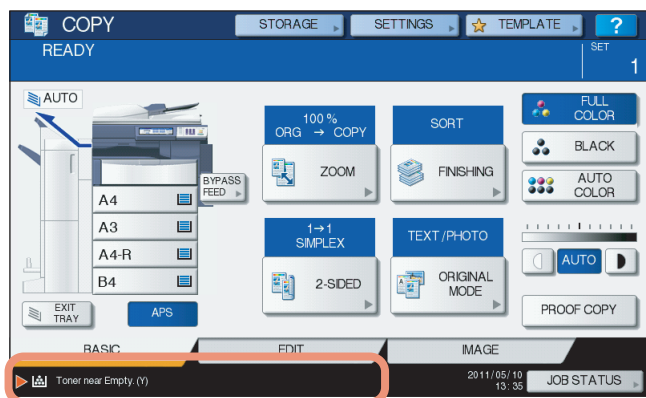 COPY
STORAGE
SETTINGS
TEMPLATE
?
READY
SET
1
AUTO
100 %
ORG → COPY
SORT
FULL
COLOR
ZOOM
FINISHING
BLACK
BYPASS
FEED
AUTO
COLOR
A4
A3
A4-R
B4
1→1
SIMPLEX
TEXT/PHOTO
2-SIDED
ORIGINAL
MODE
AUTO
EXIT
TRAY
APS
PROOF COPY
BASIC
EDIT
IMAGE
Toner near Empty. (Y)
2011/05/10
13:35
JOB STATUS